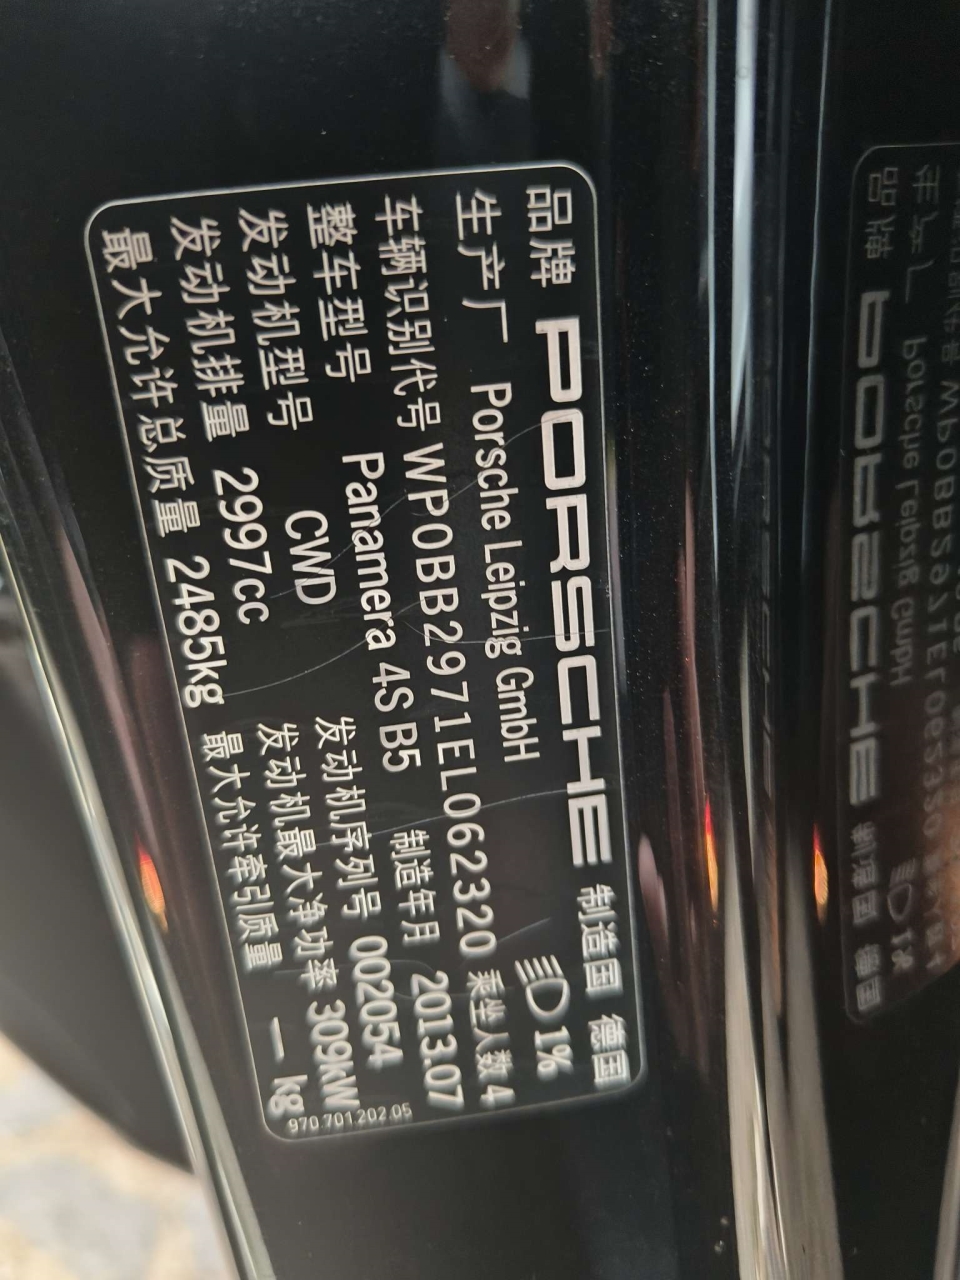 品牌 PORSCHE 制造国 德国
生产厂 Porsche Leipzig GmbH 1%
车辆识别代号 WP0BB2971EL062320 乘坐人数 4
整车型号 Panamera 4S B5 制造年月 2013.07
发动机型号 CWD 发动机序列号 002054
发动机排量 2997cc 发动机最大净功率 309kW
最大允许总质量 2485kg 最大允许牵引质量 — kg
970.701.202.05